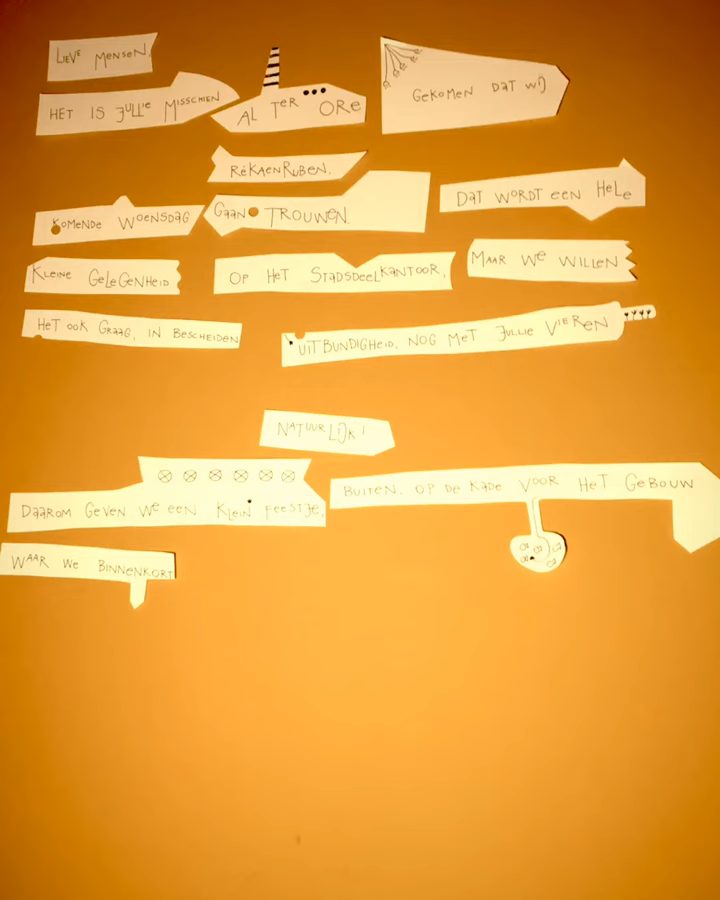 LIEVE MENSEN,
HET IS JULLIE MISSCHIEN AL TER ORE GEKOMEN DAT WIJ
RÉKA EN RUBEN.
KOMENDE WOENSDAG GAAN TROUWEN. DAT WORDT EEN HELE
KLEINE GELEGENHEID OP HET STADSDEELKANTOOR, MAAR WE WILLEN
HET OOK GRAAG, IN BESCHEIDEN UITBUNDIGHEID, NOG MET JULLIE VIEREN
NATUURLIJK!
DAAROM GEVEN WE EEN KLEIN FEESTJE, BUITEN. OP DE KADE VOOR HET GEBOUW
WAAR WE BINNENKORT